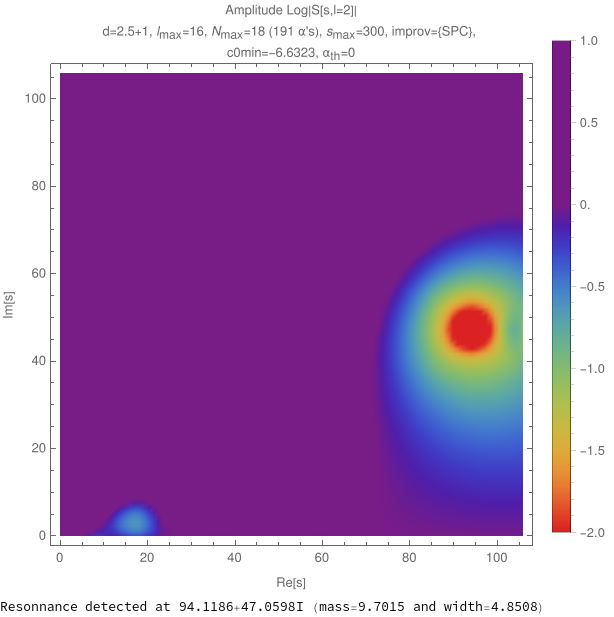 Amplitude Log|S[s,l=2]|
d=2.5+1, lmax=16, Nmax=18 (191 α's), smax=300, improv={SPC},
c0min=−6.6323, αth=0
100
80
60
40
20
0
Im[s]
0 20 40 60 80 100
Re[s]
1.0
0.5
0.
−0.5
−1.0
−1.5
−2.0
Resonnance detected at 94.1186+47.0598I (mass=9.7015 and width=4.8508)